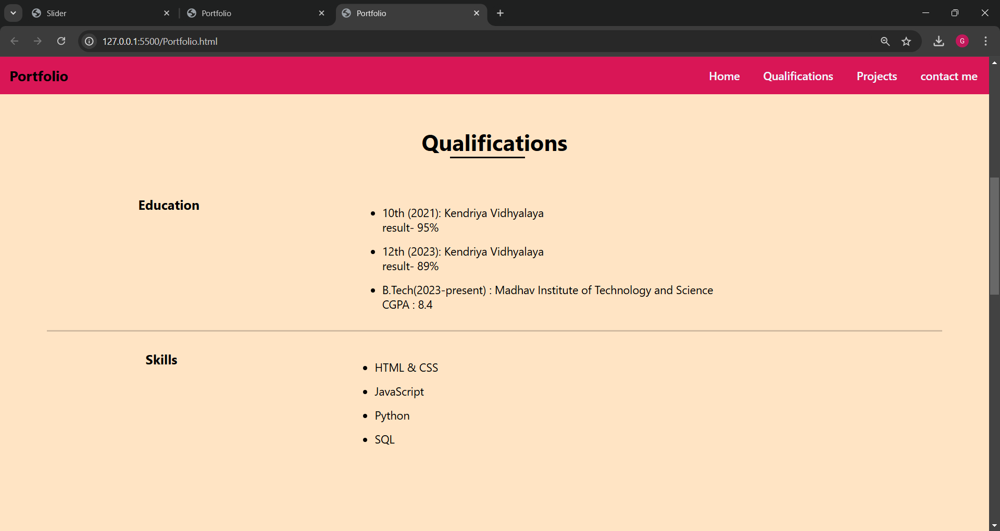 Slider
Portfolio
Portfolio
127.0.0.1:5500/Portfolio.html
G
Portfolio
Home
Qualifications
Projects
contact me
Qualifications
Education
10th (2021): Kendriya Vidhyalaya
result- 95%
12th (2023): Kendriya Vidhyalaya
result- 89%
B.Tech(2023-present) : Madhav Institute of Technology and Science
CGPA : 8.4
Skills
HTML & CSS
JavaScript
Python
SQL